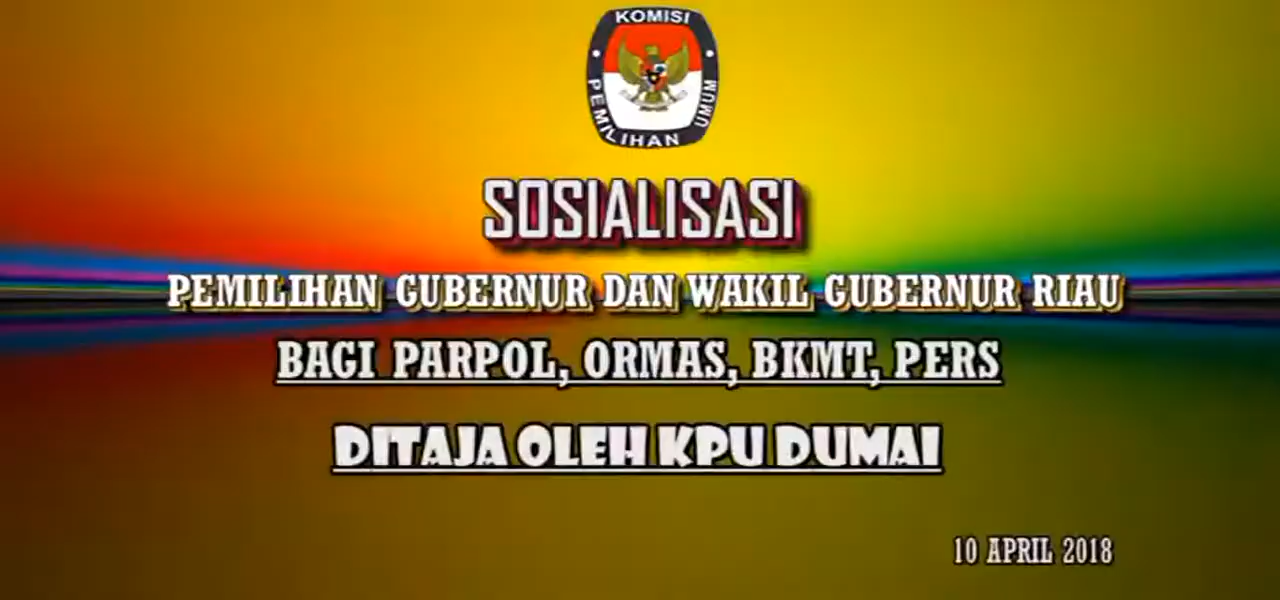 KOMISI
PEMILIHAN UMUM
SOSIALISASI
PEMILIHAN GUBERNUR DAN WAKIL GUBERNUR RIAU
BAGI PARPOL, ORMAS, BKMT, PERS
DITAJA OLEH KPU DUMAI
10 APRIL 2018